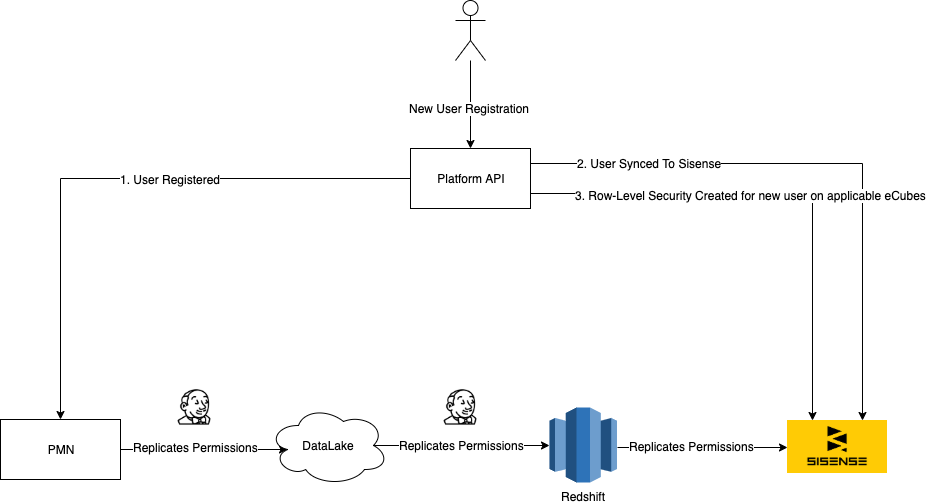 New User Registration
Platform API
2. User Synced To Sisense
1. User Registered
3. Row-Level Security Created for new user on applicable eCubes
PMN
Replicates Permissions
DataLake
Replicates Permissions
Replicates Permissions
SISENSE
Redshift